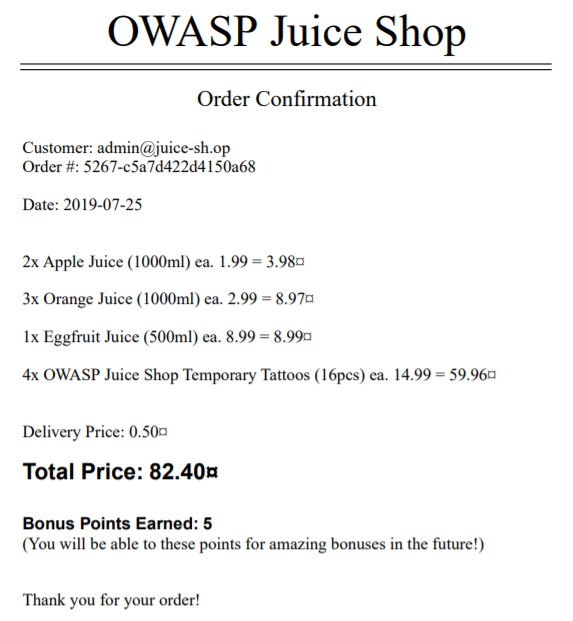 OWASP Juice Shop
Order Confirmation
Customer: admin@juice-sh.op
Order #: 5267-c5a7d422d4150a68
Date: 2019-07-25
2x Apple Juice (1000ml) ea. 1.99 = 3.98¤
3x Orange Juice (1000ml) ea. 2.99 = 8.97¤
1x Eggfruit Juice (500ml) ea. 8.99 = 8.99¤
4x OWASP Juice Shop Temporary Tattoos (16pcs) ea. 14.99 = 59.96¤
Delivery Price: 0.50¤
Total Price: 82.40¤
Bonus Points Earned: 5
(You will be able to these points for amazing bonuses in the future!)
Thank you for your order!